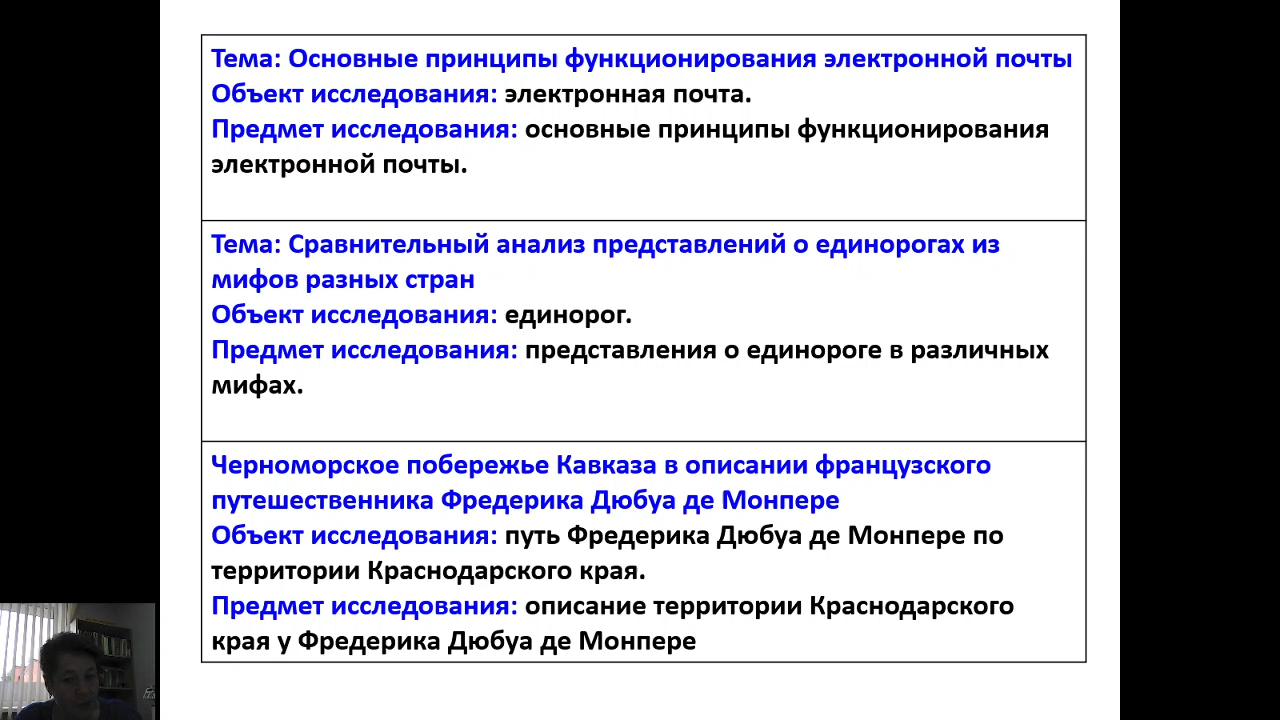 Тема: Основные принципы функционирования электронной почты
Объект исследования: электронная почта.
Предмет исследования: основные принципы функционирования
электронной почты.
Тема: Сравнительный анализ представлений о единорогах из
мифов разных стран
Объект исследования: единорог.
Предмет исследования: представления о единороге в различных
мифах.
Черноморское побережье Кавказа в описании французского
путешественника Фредерика Дюбуа де Монпере
Объект исследования: путь Фредерика Дюбуа де Монпере по
территории Краснодарского края.
Предмет исследования: описание территории Краснодарского
края у Фредерика Дюбуа де Монпере